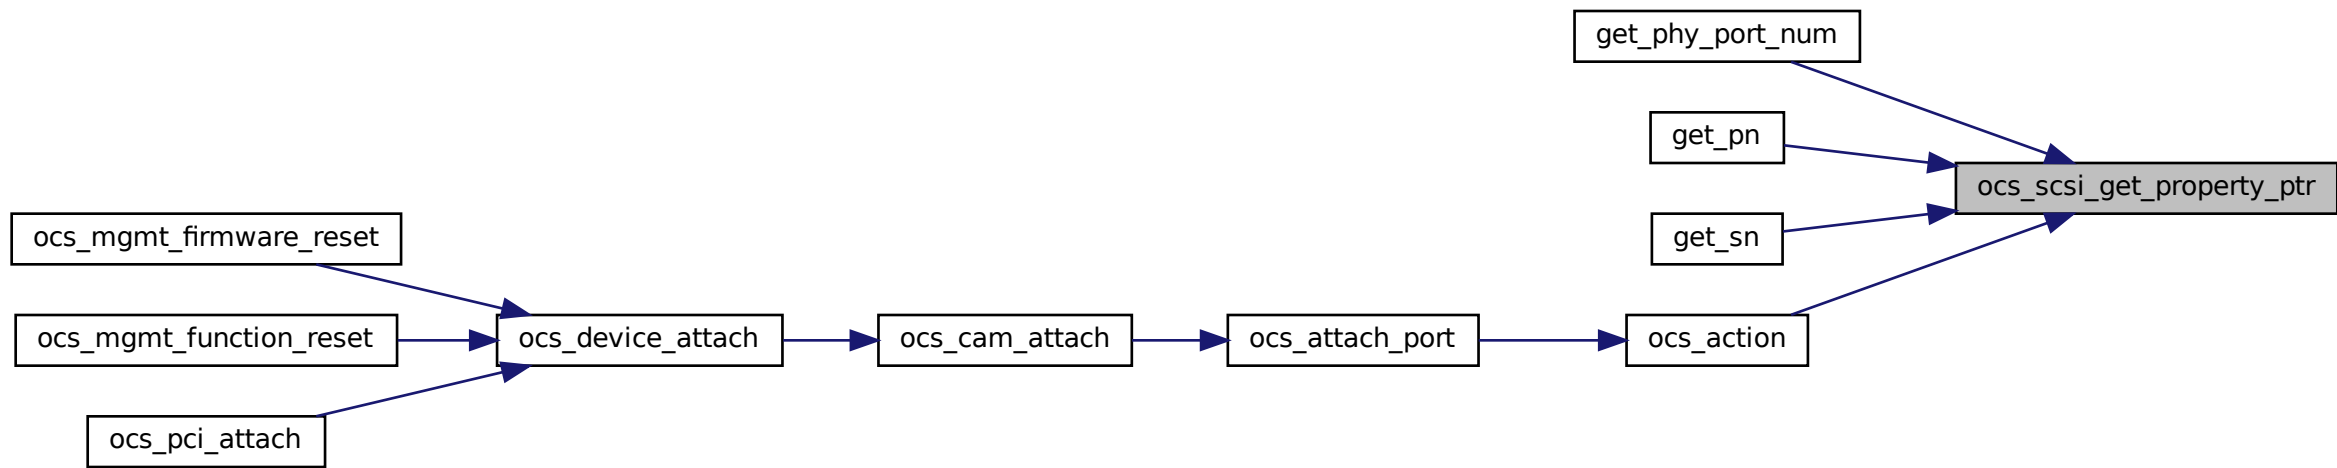 get_phy_port_num
get_pn
ocs_scsi_get_property_ptr
ocs_mgmt_firmware_reset
get_sn
ocs_mgmt_function_reset
ocs_device_attach
ocs_cam_attach
ocs_attach_port
ocs_action
ocs_pci_attach